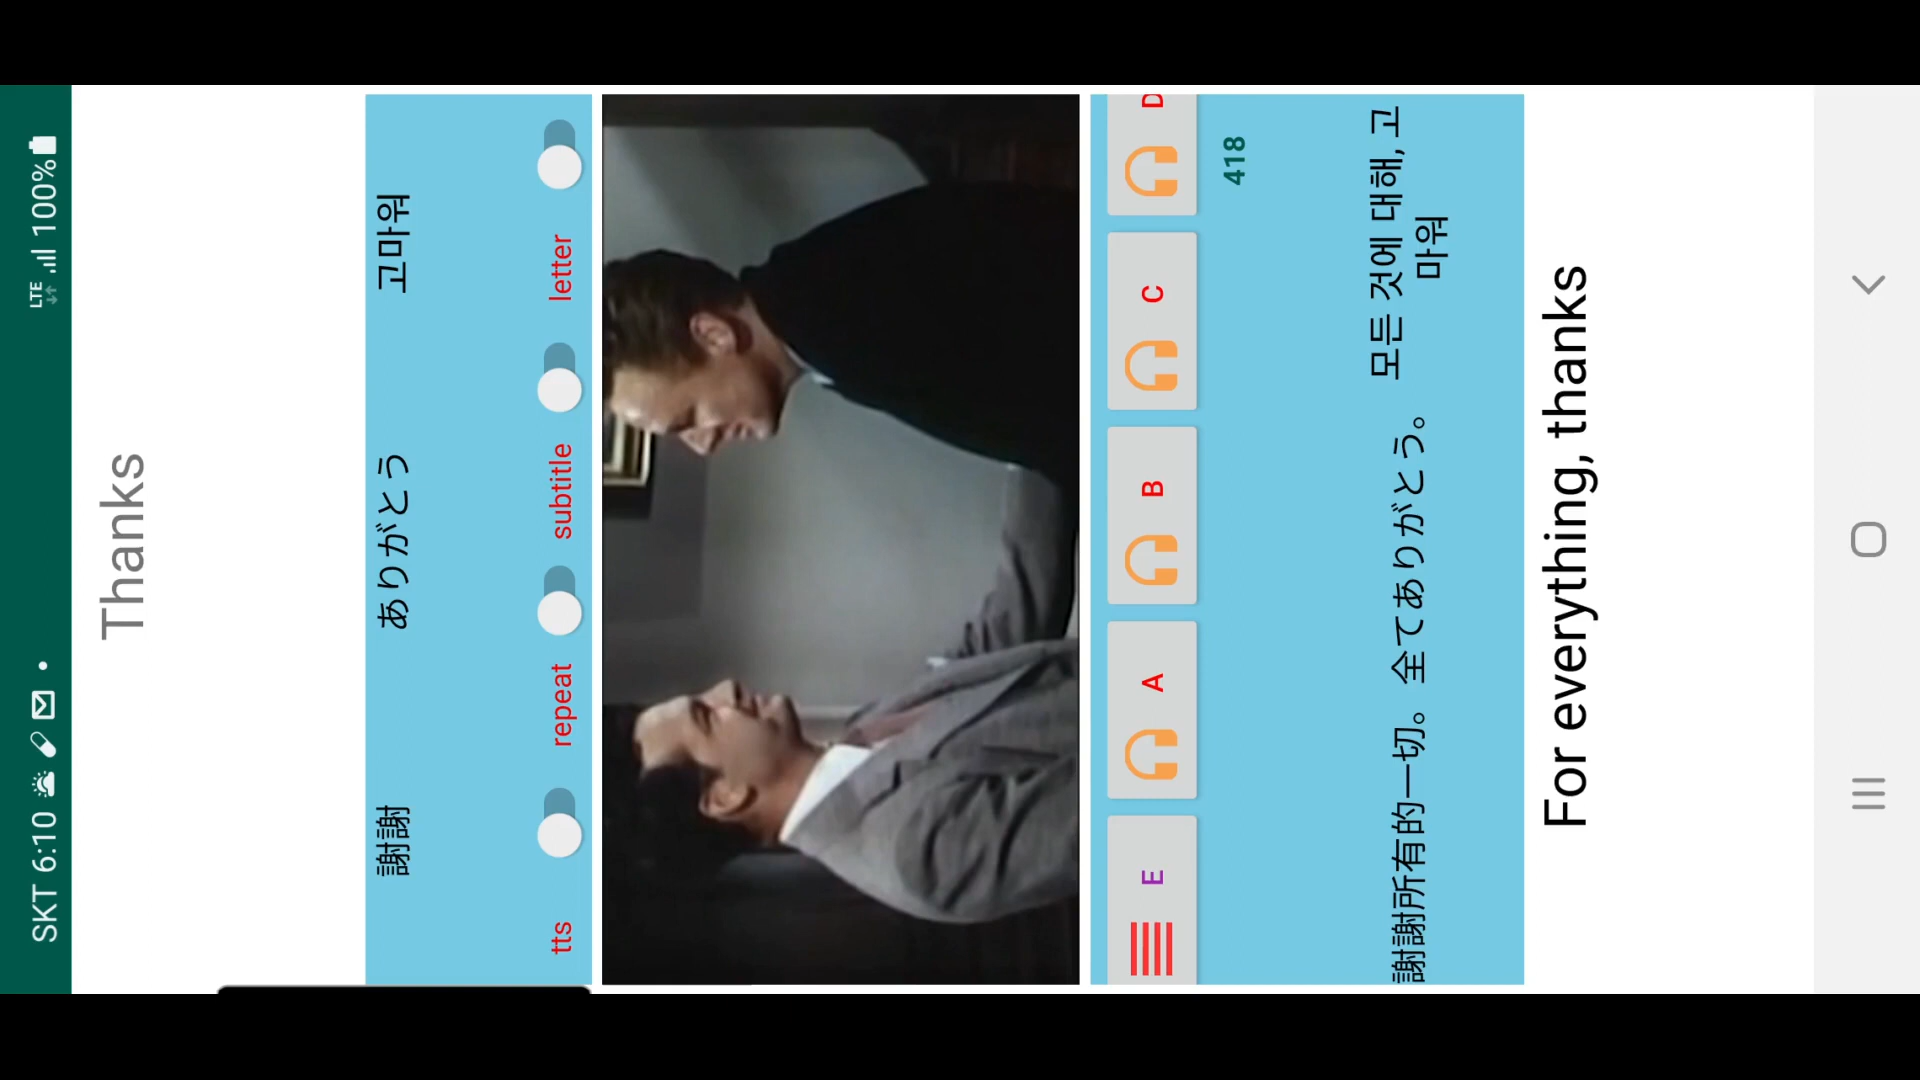 SKT 6:10
LTE 100%
Thanks
謝謝 ありがとう 고마워
tts repeat subtitle letter
E A B C D
418
謝謝所有的一切。 全てありがとう。 모든 것에 대해, 고
마워
For everything, thanks